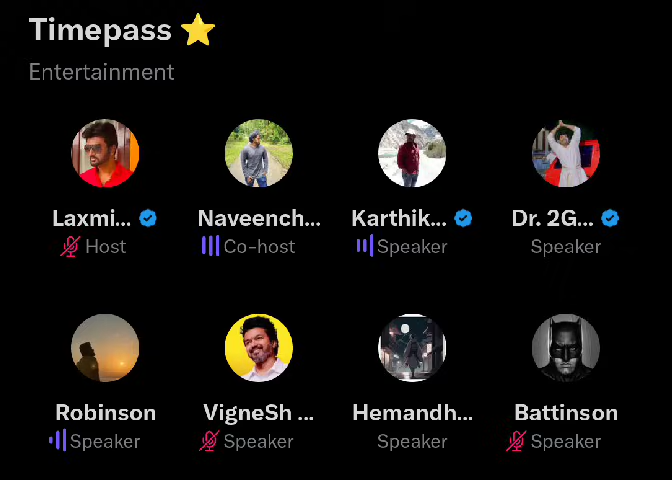 Timepass ⭐
Entertainment
Laxmi... Naveench... Karthik... Dr. 2G...
Host Co-host Speaker Speaker
Robinson VigneSh ... Hemandh... Battinson
Speaker Speaker Speaker Speaker